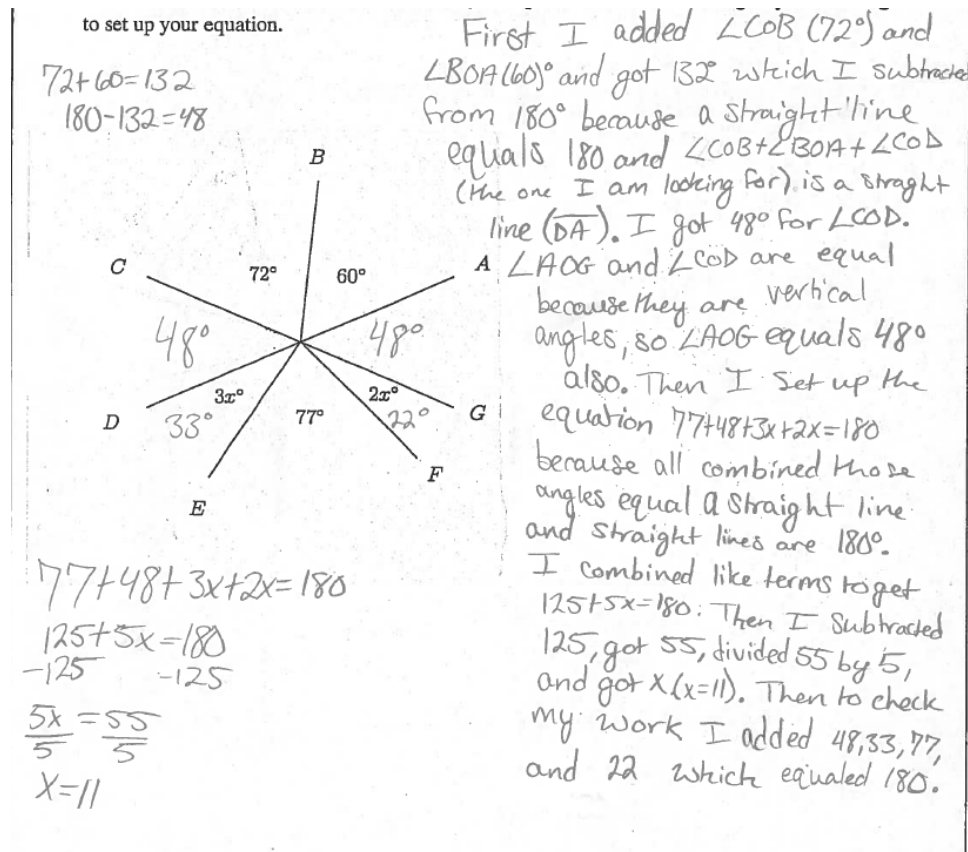 to set up your equation.
72+60=132
180-132=48
First I added ∠COB (72°) and
∠BOA(60)° and got 132° which I subtracted
from 180° because a straight line
equals 180 and ∠COB+∠BOA+∠COD
(the one I am looking for) is a straght
line (DA). I got 48° for ∠COD.
∠AOG and ∠COD are equal
because they are vertical
angles, so ∠AOG equals 48°
also. Then I set up the
equation 77+48+3x+2x=180
because all combined those
angles equal a straight line
and straight lines are 180°.
I combined like terms to get
125+5x=180. Then I subtracted
125, got 55, divided 55 by 5,
and got x (x=11). Then to check
my work I added 48,33,77,
and 22 which equaled 180.
B
C
72°
60°
A
48°
48°
3x°
2x°
D
33°
77°
22°
G
F
E
77+48+3x+2x=180
125+5x=180
-125 -125
5x = 55
5 5
x=11